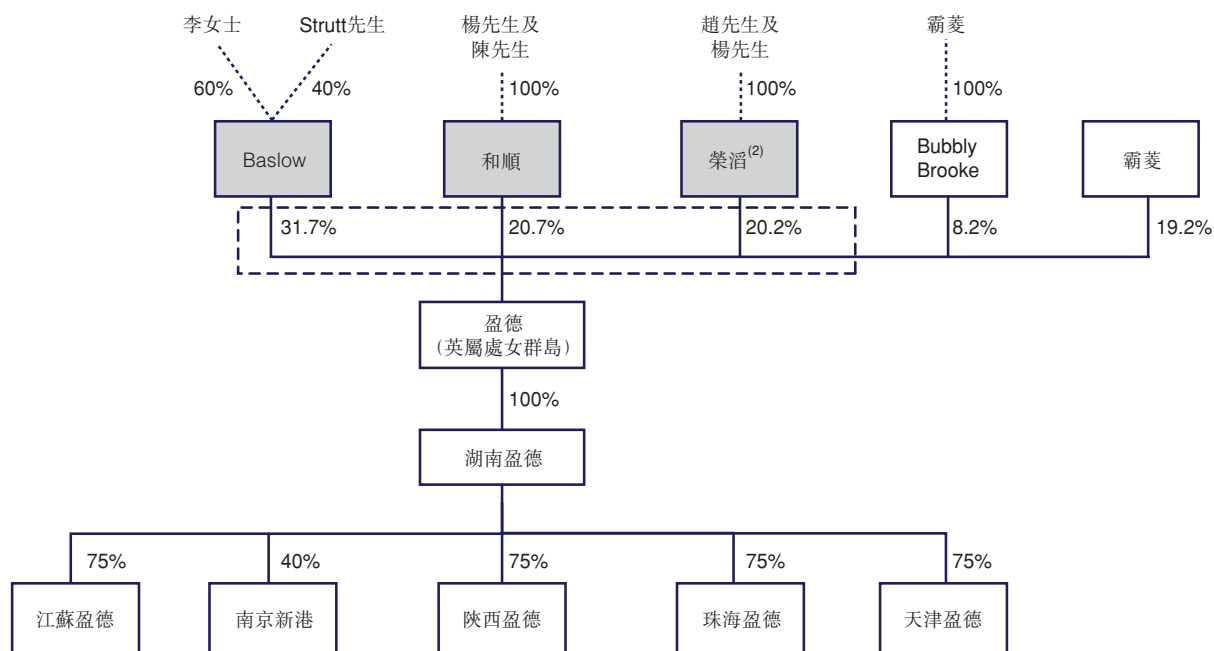 李女士
Strutt先生
楊先生及
陳先生
趙先生及
楊先生
霸菱
60%
40%
100%
100%
100%
Baslow
和順
榮滔(2)
Bubbly
Brooke
霸菱
31.7%
20.7%
20.2%
8.2%
19.2%
盈德
(英屬處女群島)
100%
湖南盈德
75%
40%
75%
75%
75%
江蘇盈德
南京新港
陝西盈德
珠海盈德
天津盈德